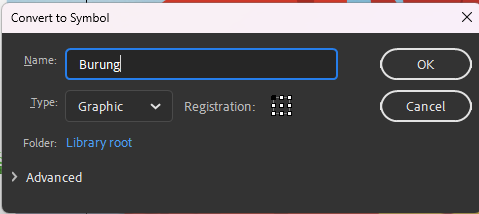 Convert to Symbol
Name: Burung OK
Type: Graphic Registration: Cancel
Folder: Library root
Advanced